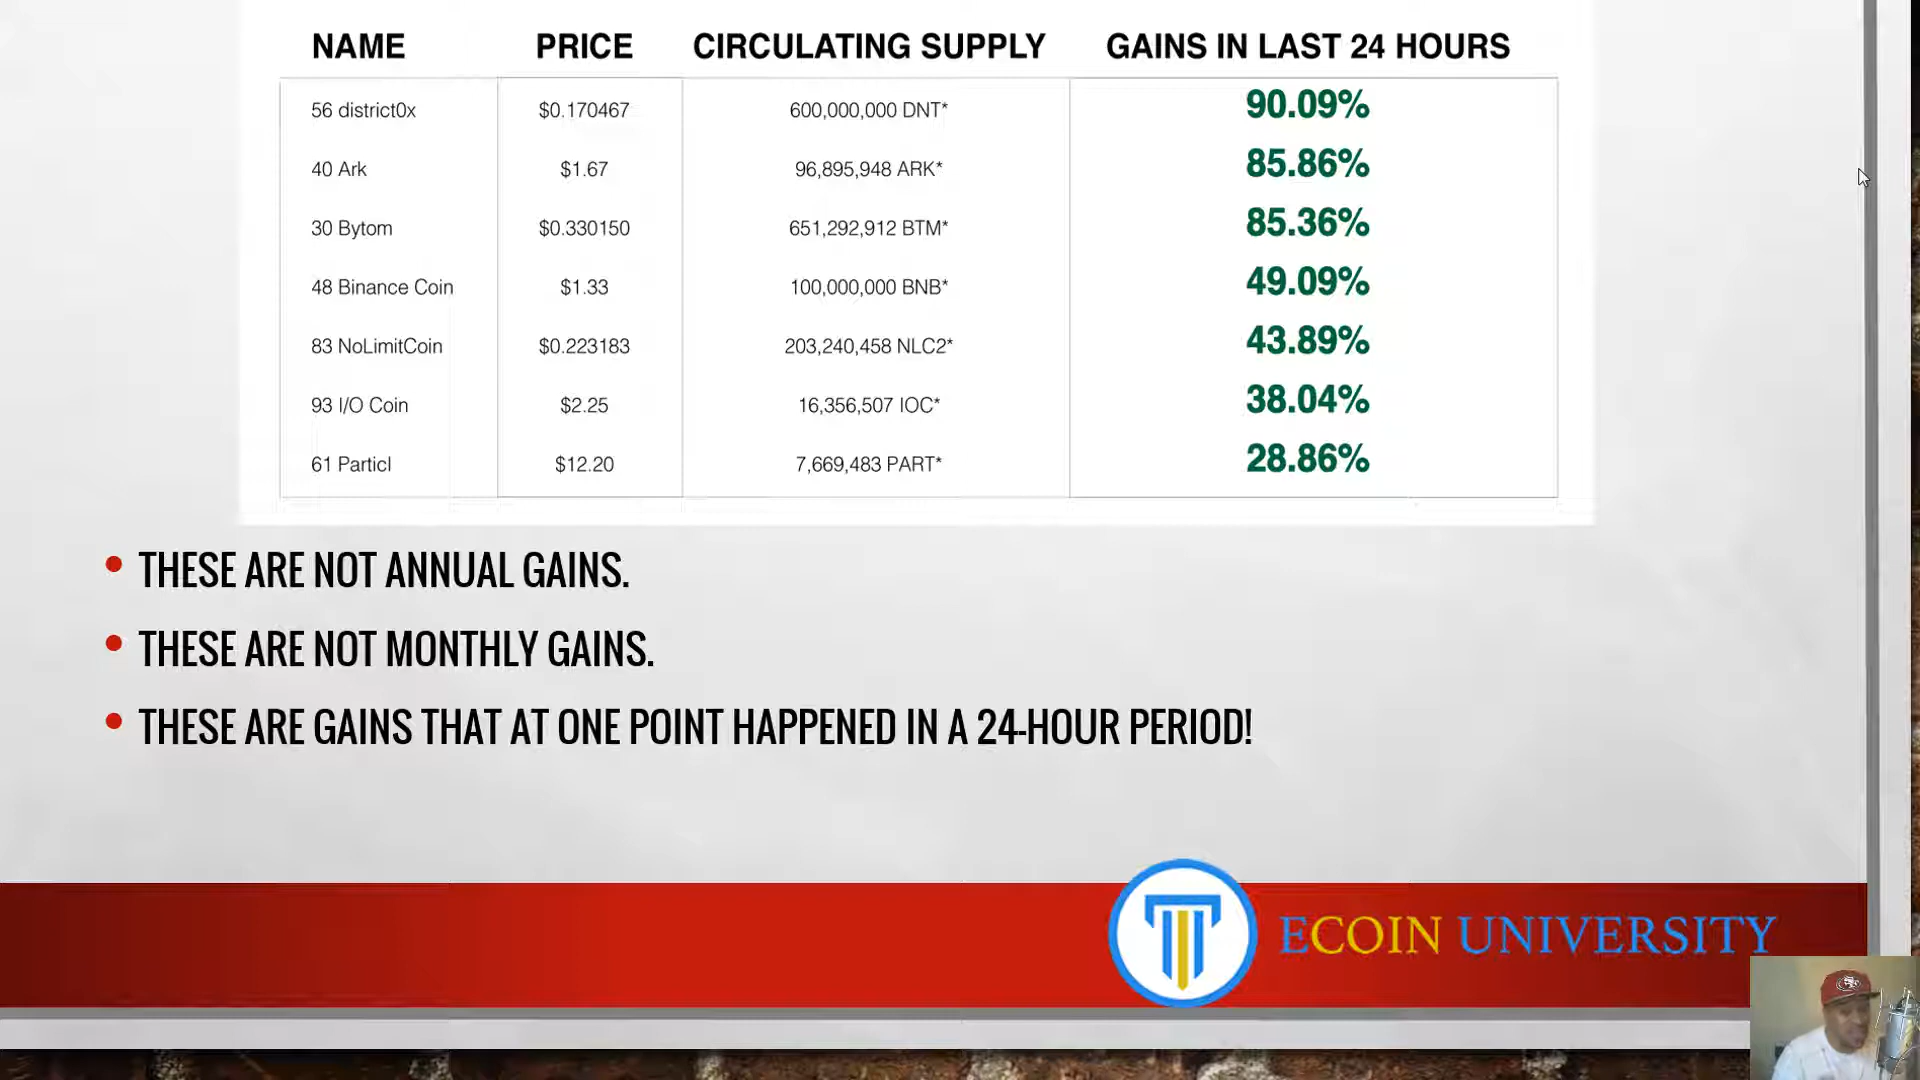 NAME PRICE CIRCULATING SUPPLY GAINS IN LAST 24 HOURS
56 district0x $0.170467 600,000,000 DNT* 90.09%
40 Ark $1.67 96,895,948 ARK* 85.86%
30 Bytom $0.330150 651,292,912 BTM* 85.36%
48 Binance Coin $1.33 100,000,000 BNB* 49.09%
83 NoLimitCoin $0.223183 203,240,458 NLC2* 43.89%
93 I/O Coin $2.25 16,356,507 IOC* 38.04%
61 Particl $12.20 7,669,483 PART* 28.86%
• THESE ARE NOT ANNUAL GAINS.
• THESE ARE NOT MONTHLY GAINS.
• THESE ARE GAINS THAT AT ONE POINT HAPPENED IN A 24-HOUR PERIOD!
ECOIN UNIVERSITY